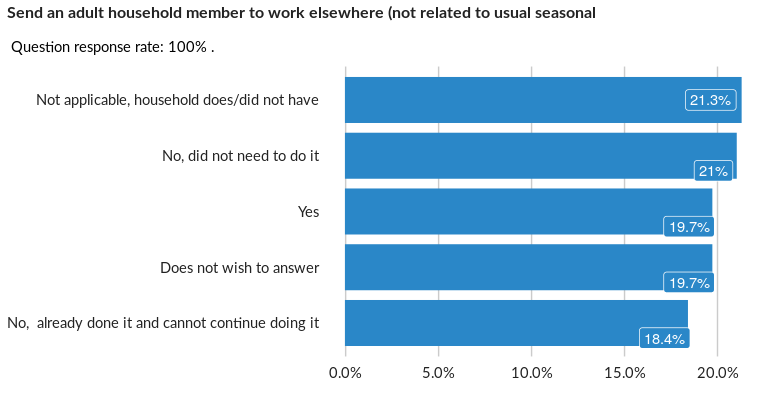 Send an adult household member to work elsewhere (not related to usual seasonal
Question response rate: 100% .
Not applicable, household does/did not have
21.3%
No, did not need to do it
21%
Yes
19.7%
Does not wish to answer
19.7%
No,  already done it and cannot continue doing it
18.4%
0.0% 5.0% 10.0% 15.0% 20.0%